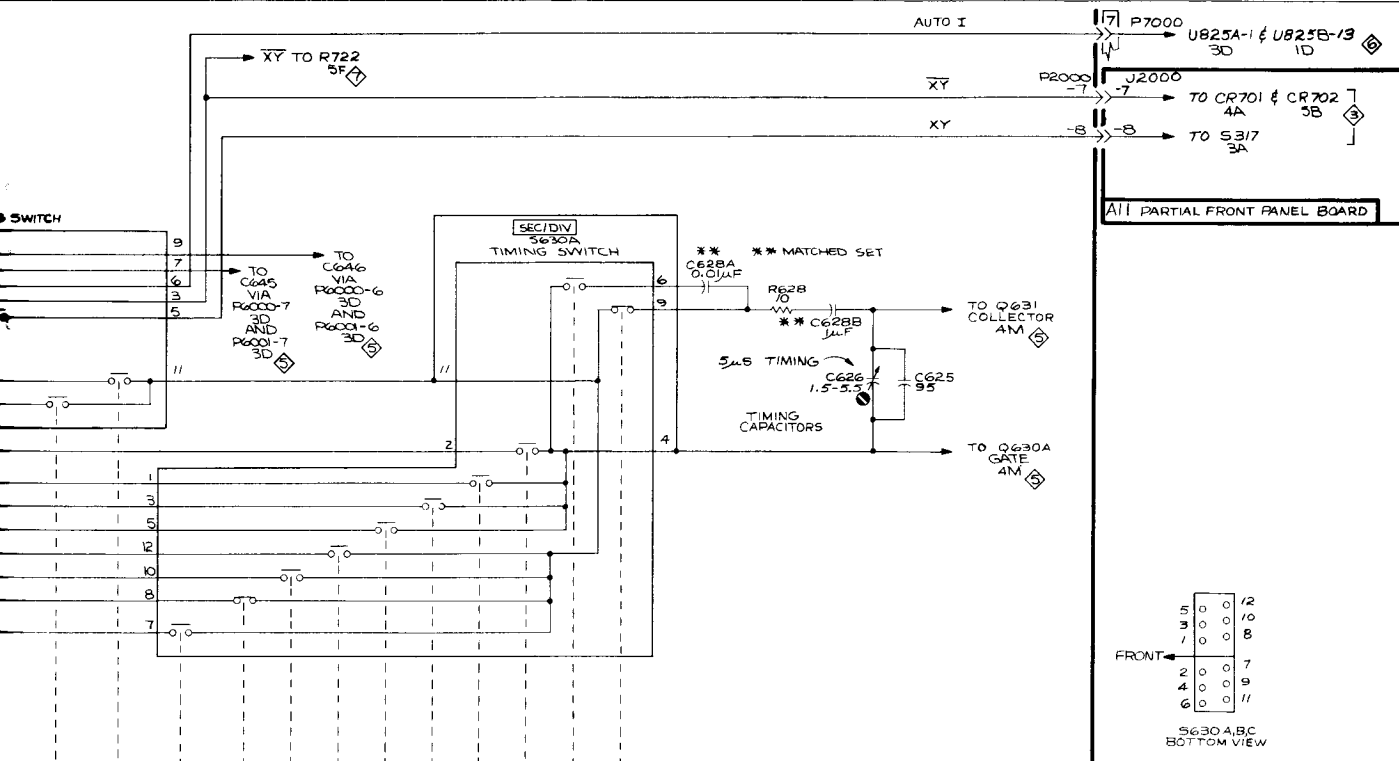 AUTO I
7 P7000
U825A-1 & U825B-13 6
3D 1D
XY TO R722
5F 7
P2000 J2000
XY
-7 -7
TO CR701 & CR702
4A 5B
3
XY
-8 -8
TO S317
3A
A11 PARTIAL FRONT PANEL BOARD
SWITCH
9
7
6
3
5
11
TO
C645
VIA
P6000-7
3D
AND
P6001-7
3D 5
TO
C646
VIA
P6000-6
3D
AND
P6001-6
3D 5
SEC/DIV
S630A
TIMING SWITCH
6
9
11
2
4
1
3
5
12
10
8
7
** ** MATCHED SET
C628A
0.01µF
R628
10
** C628B
1µF
TO Q631
COLLECTOR
4M 5
5µS TIMING
C626
1.5-5.5
C625
95
TIMING
CAPACITORS
TO Q630A
GATE
4M 5
5 12
3 10
1 8
FRONT
2 7
4 9
6 11
S630 A,B,C
BOTTOM VIEW